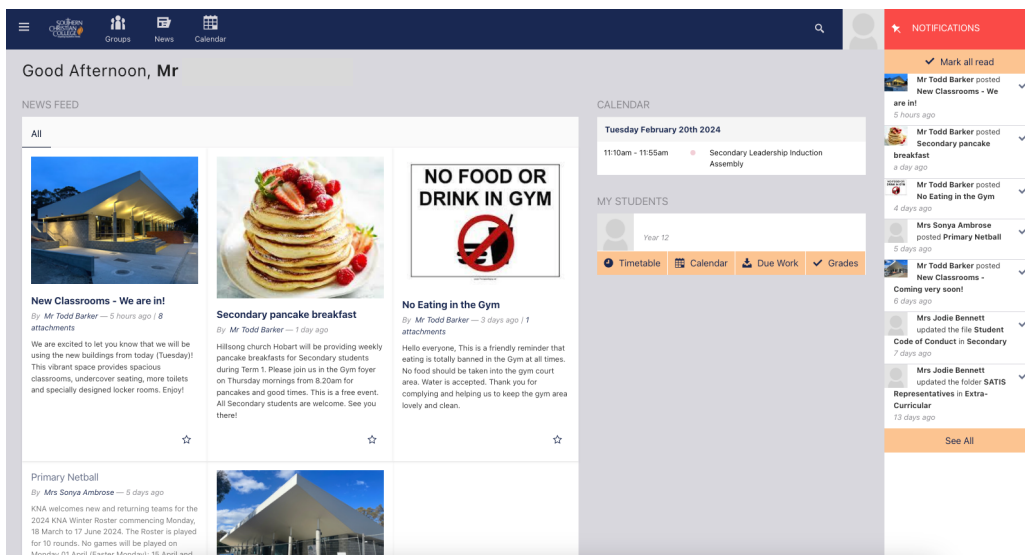 SOUTHERN
CHRISTIAN
COLLEGE
Groups
News
Calendar
NOTIFICATIONS
Good Afternoon, Mr
NEWS FEED
All
New Classrooms - We are in!
By Mr Todd Barker — 5 hours ago | 8
attachments
We are excited to let you know that we will be
using the new buildings from today (Tuesday)!
This vibrant space provides spacious
classrooms, undercover seating, more toilets
and specially designed locker rooms. Enjoy!
Secondary pancake breakfast
By Mr Todd Barker — 1 day ago
Hillsong church Hobart will be providing weekly
pancake breakfasts for Secondary students
during Term 1. Please join us in the Gym foyer
on Thursday mornings from 8.20am for
pancakes and good times. This is a free event.
All Secondary students are welcome. See you
there!
NO FOOD OR
DRINK IN GYM
No Eating in the Gym
By Mr Todd Barker — 3 days ago | 1
attachments
Hello everyone, This is a friendly reminder that
eating is totally banned in the Gym at all times.
No food should be taken into the gym court
area. Water is accepted. Thank you for
complying and helping us to keep the gym area
lovely and clean.
Primary Netball
By Mrs Sonya Ambrose — 5 days ago
KNA welcomes new and returning teams for the
2024 KNA Winter Roster commencing Monday,
18 March to 17 June 2024. The Roster is played
for 10 rounds. No games will be played on
Monday 01 April (Easter Monday); 15 April and
CALENDAR
Tuesday February 20th 2024
11:10am - 11:55am
Secondary Leadership Induction
Assembly
MY STUDENTS
Year 12
Timetable
Calendar
Due Work
Grades
Mark all read
Mr Todd Barker posted
New Classrooms - We
are in!
5 hours ago
Mr Todd Barker posted
Secondary pancake
breakfast
a day ago
Mr Todd Barker posted
No Eating in the Gym
4 days ago
Mrs Sonya Ambrose
posted Primary Netball
5 days ago
Mr Todd Barker posted
New Classrooms -
Coming very soon!
6 days ago
Mrs Jodie Bennett
updated the file Student
Code of Conduct in Secondary
7 days ago
Mrs Jodie Bennett
updated the folder SATIS
Representatives in Extra-
Curricular
13 days ago
See All